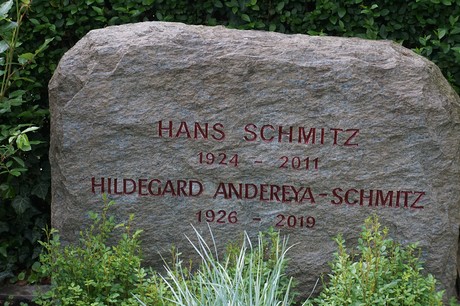 HANS SCHMITZ
1924 - 2011
HILDEGARD ANDEREYA-SCHMITZ
1926 - 2019